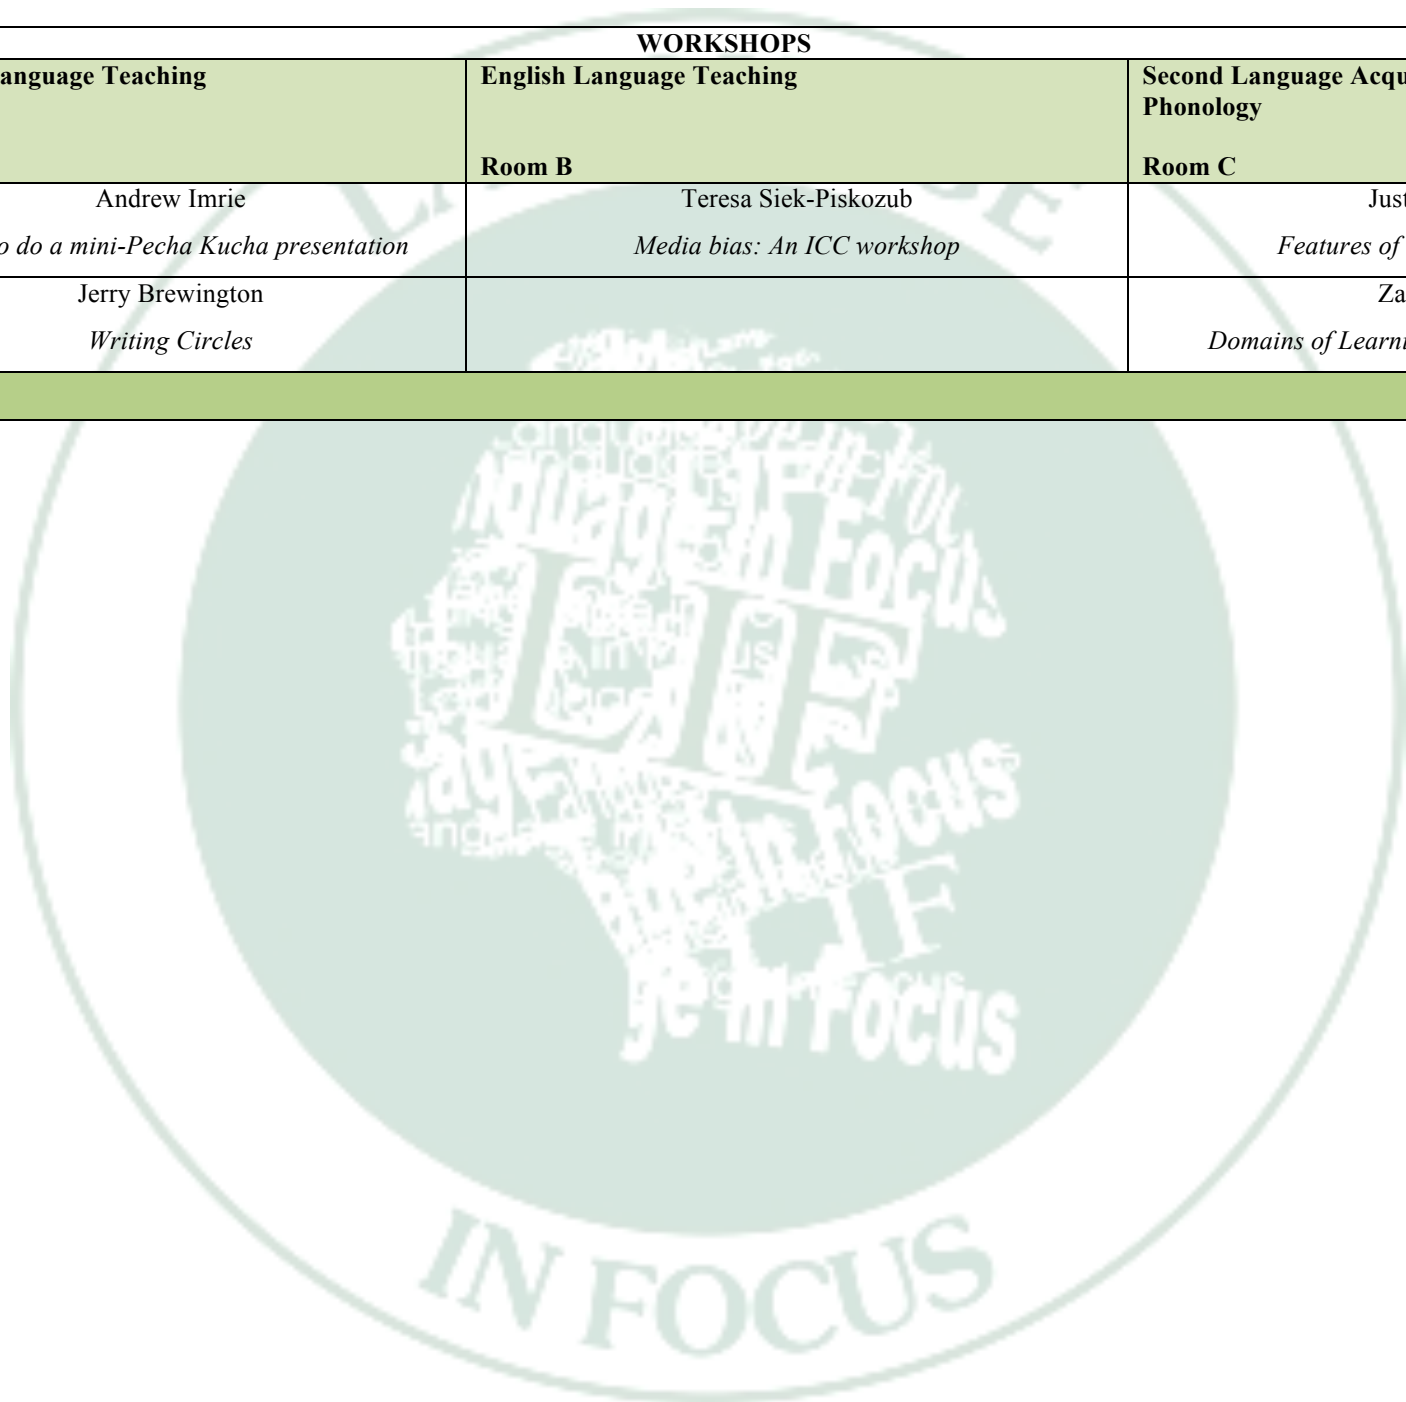 WORKSHOPS
anguage Teaching
English Language Teaching
Room B
Second Language Acqu
Phonology
Room C
Andrew Imrie
o do a mini-Pecha Kucha presentation
Teresa Siek-Piskozub
Media bias: An ICC workshop
Just
Features of
Jerry Brewington
Writing Circles
Za
Domains of Learni
IN FOCUS